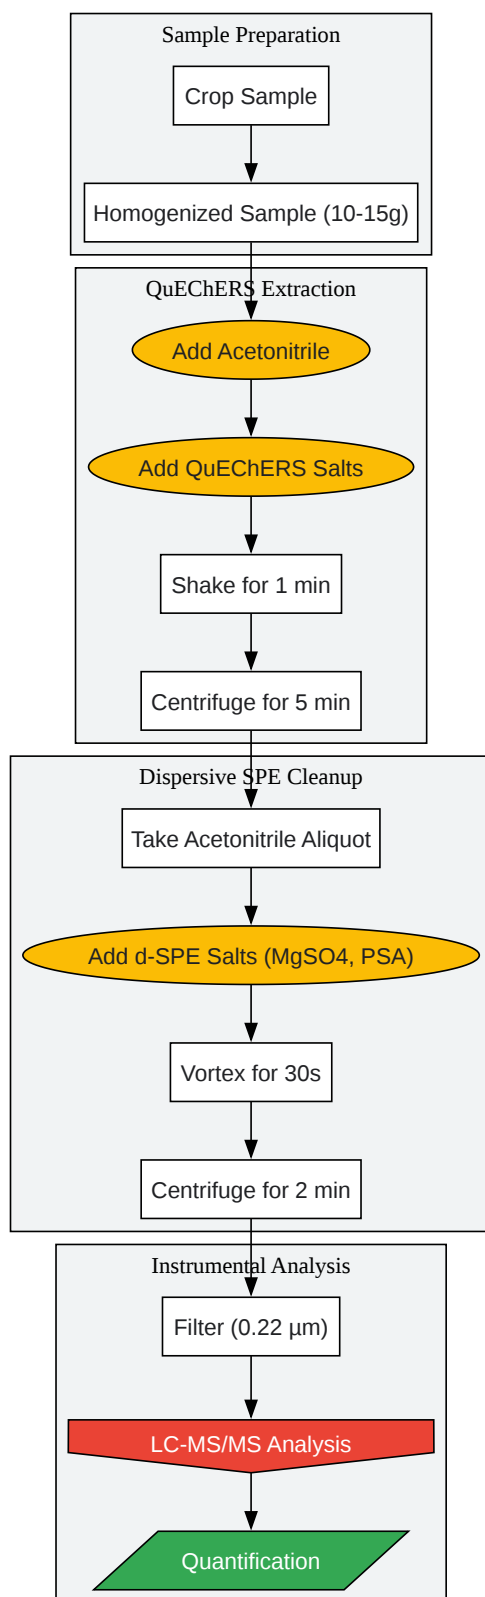 Sample Preparation
Crop Sample
Homogenized Sample (10-15g)
QuEChERS Extraction
Add Acetonitrile
Add QuEChERS Salts
Shake for 1 min
Centrifuge for 5 min
Dispersive SPE Cleanup
Take Acetonitrile Aliquot
Add d-SPE Salts (MgSO4, PSA)
Vortex for 30s
Centrifuge for 2 min
Instrumental Analysis
Filter (0.22 µm)
LC-MS/MS Analysis
Quantification